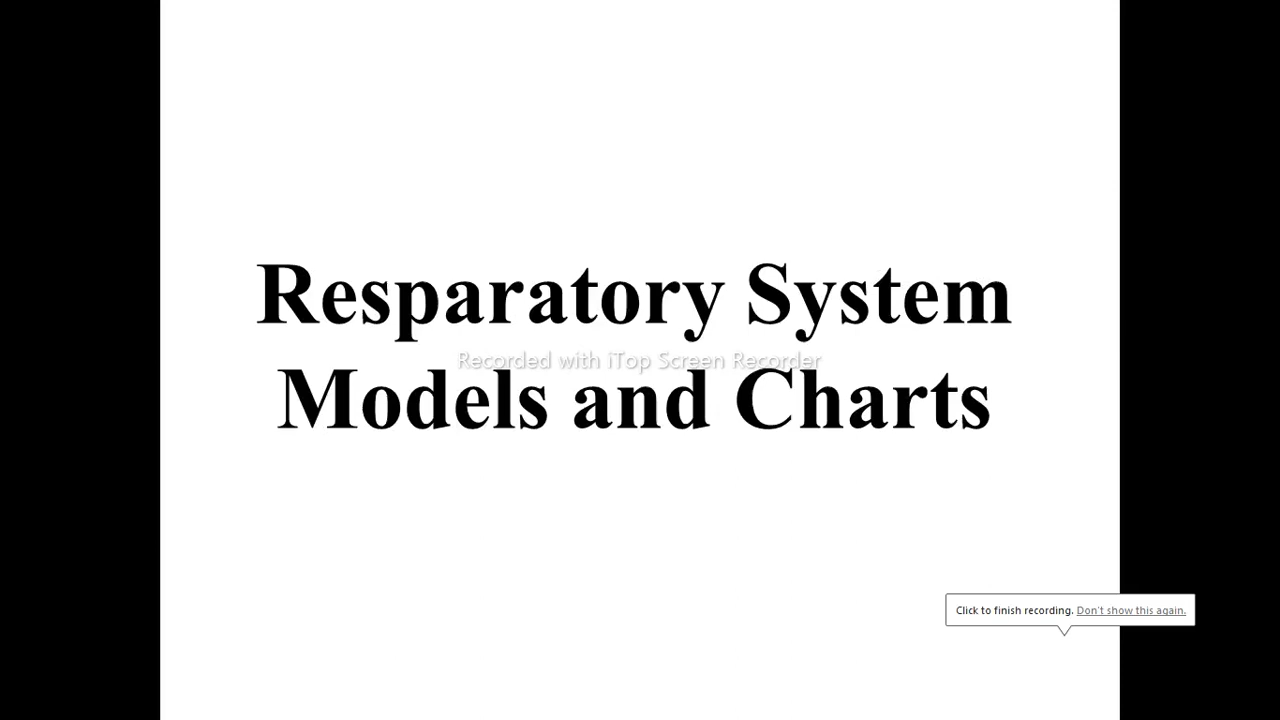 Resparatory System
Recorded with iTop Screen Recorder
Models and Charts
Click to finish recording. Don't show this again.